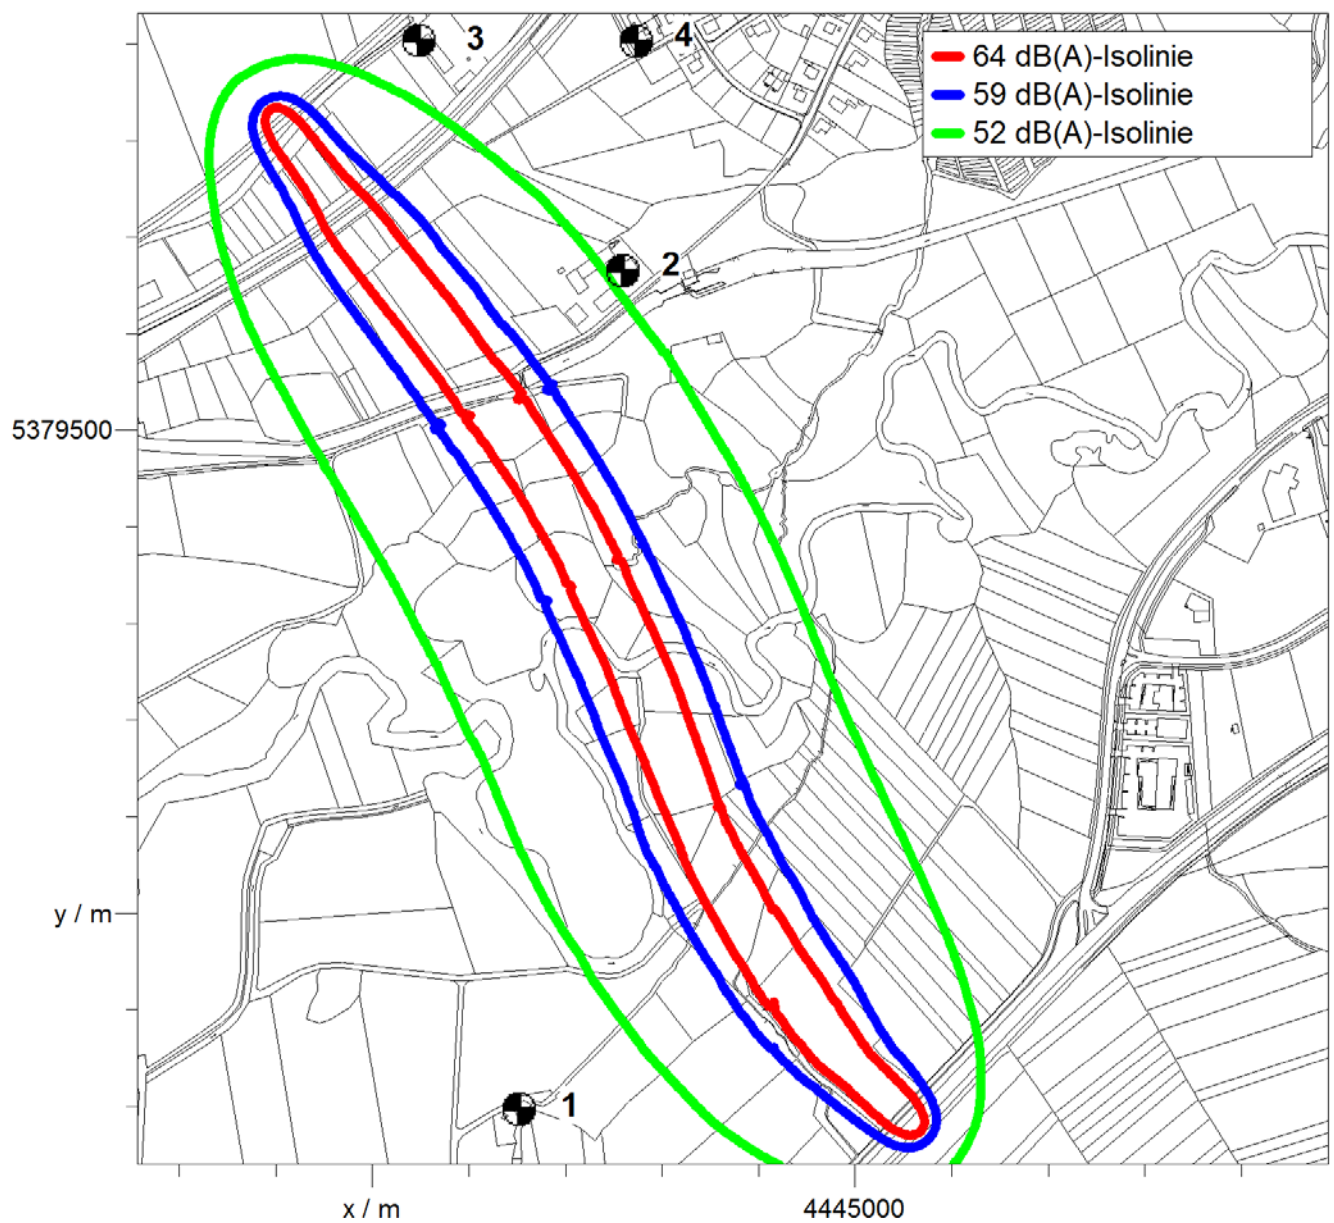 3
4
64 dB(A)-Isolinie
59 dB(A)-Isolinie
52 dB(A)-Isolinie
2
5379500
y / m
1
x / m
4445000